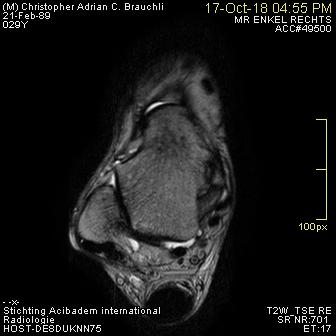 (M) Christopher Adrian C. Brauchli
21-Feb-89
029Y
17-Oct-18 04:55 PM
MR ENKEL RECHTS
ACC#49500
100px
--x-
Stichting Acibadem international
Radiologie
HOST-DE8DUKNN75
T2W_TSE RE
SR NR:701
ET:17